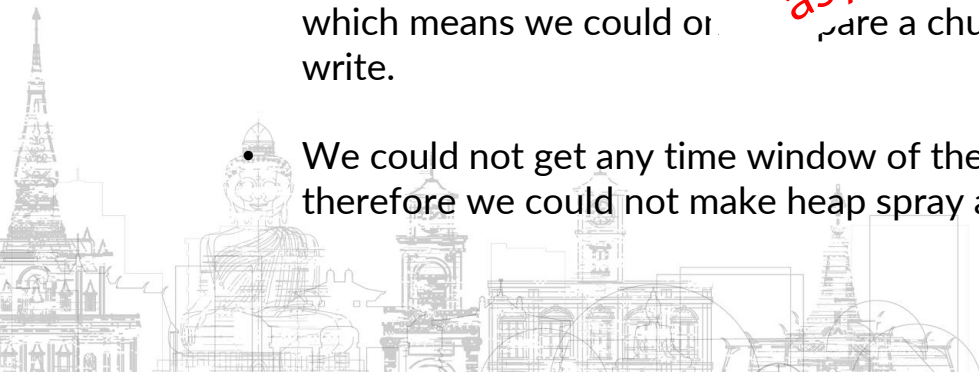 which means we could
a
write.
• We could not get any time window of the
therefore we could not make heap spray